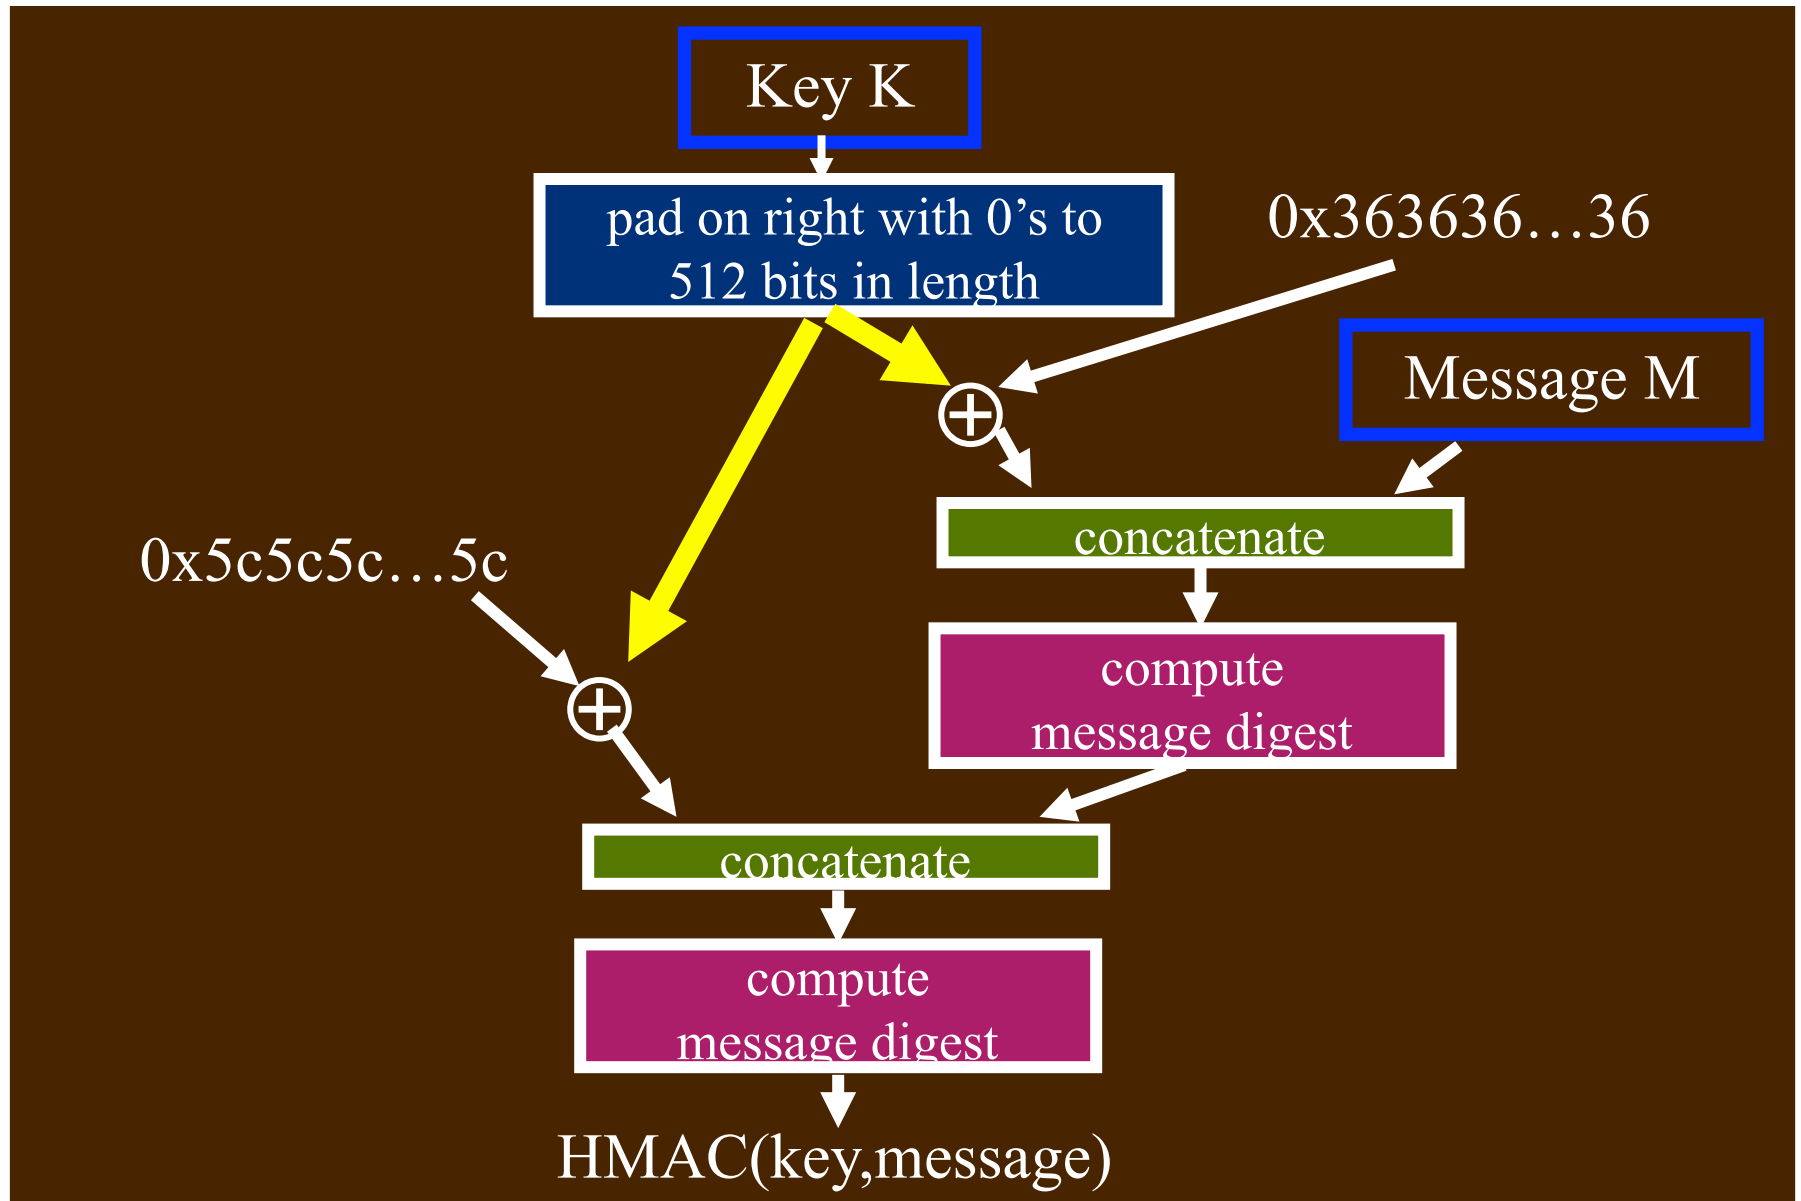 Key K
pad on right with 0’s to
512 bits in length
0x363636…36
Message M
concatenate
0x5c5c5c…5c
compute
message digest
concatenate
compute
message digest
HMAC(key,message)